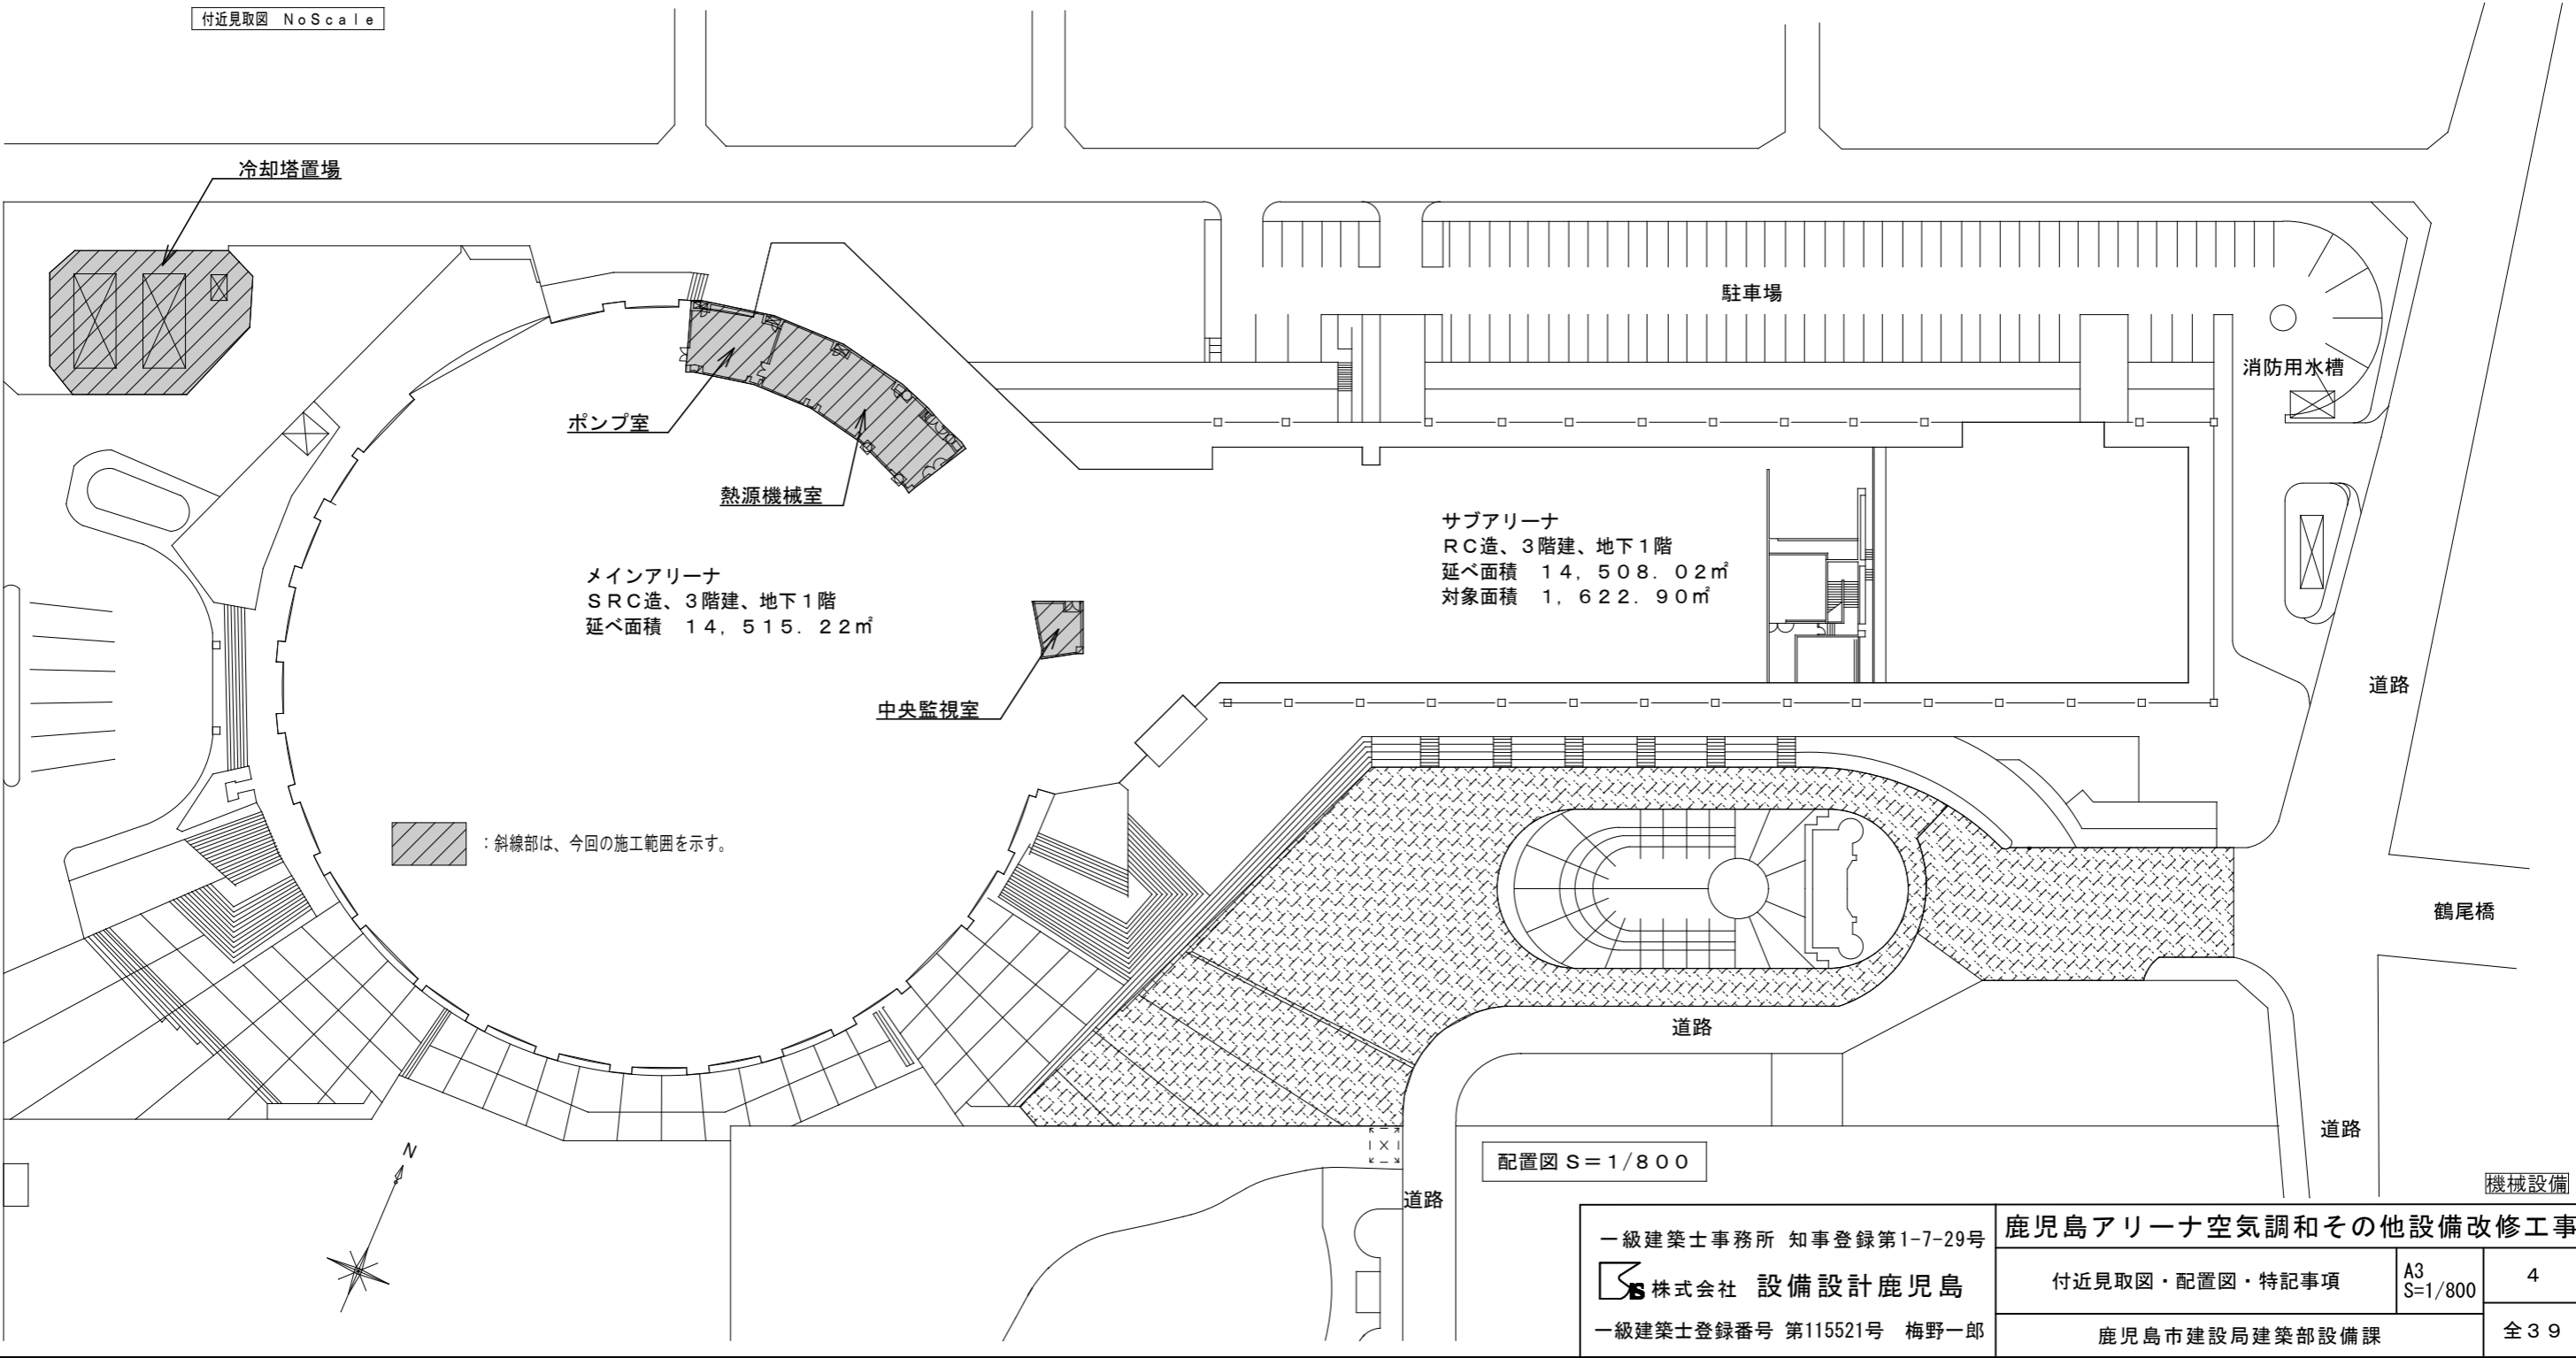 付近見取図 NoScale
冷却塔置場
駐車場
消防用水槽
ポンプ室
熱源機械室
サブアリーナ
RC造、3階建、地下1階
延べ面積 14,508.02㎡
対象面積 1,622.90㎡
メインアリーナ
SRC造、3階建、地下1階
延べ面積 14,515.22㎡
中央監視室
道路
:斜線部は、今回の施工範囲を示す。
鶴尾橋
道路
道路
N
配置図 S=1/800
道路
機械設備
一級建築士事務所 知事登録第1-7-29号
株式会社 設備設計鹿児島
一級建築士登録番号 第115521号 梅野一郎
鹿児島アリーナ空気調和その他設備改修工事
付近見取図・配置図・特記事項
A3
S=1/800
4
鹿児島市建設局建築部設備課
全39